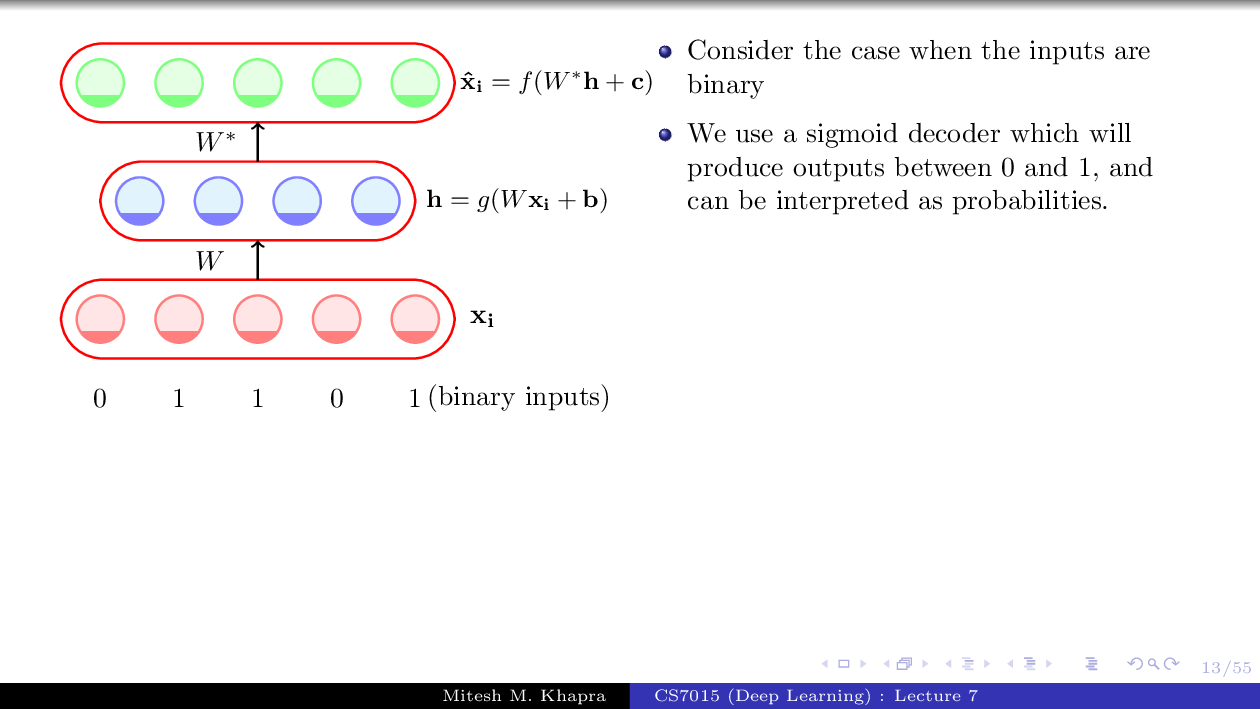 x̂ᵢ = f(W*h + c)
W*
h = g(Wxᵢ + b)
W
xᵢ
0 1 1 0 1 (binary inputs)
Consider the case when the inputs are
binary
We use a sigmoid decoder which will
produce outputs between 0 and 1, and
can be interpreted as probabilities.
13/55
Mitesh M. Khapra
CS7015 (Deep Learning) : Lecture 7